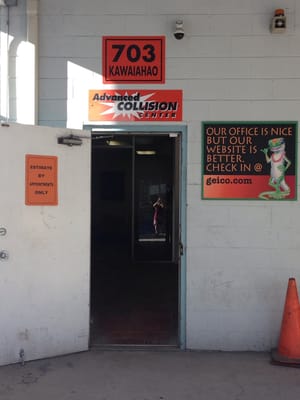 703
KAWAIAHAO
Advanced
COLLISION
CENTER
ESTIMATE
BY
APPOINTMENTS
ONLY
OUR OFFICE IS NICE
BUT OUR
WEBSITE IS
BETTER.
CHECK IN @
geico.com